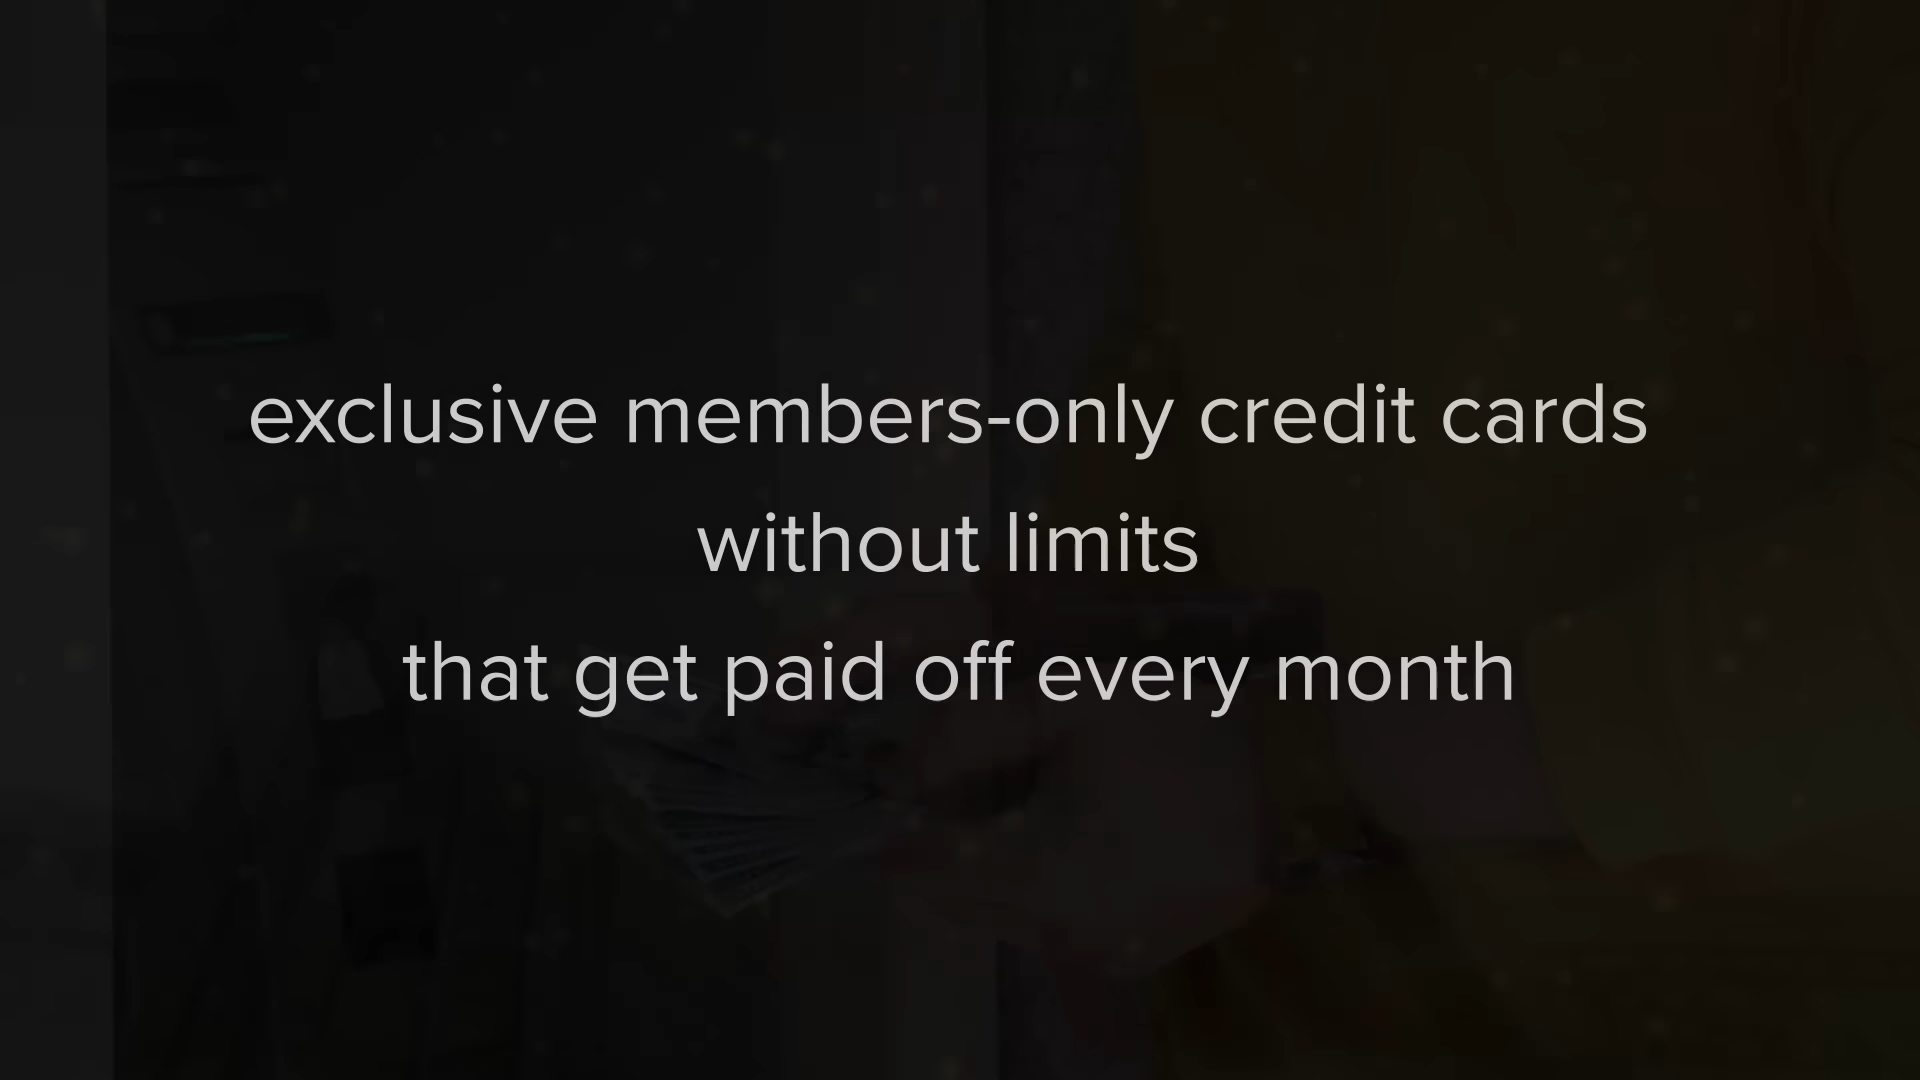 exclusive members-only credit cards
without limits
that get paid off every month